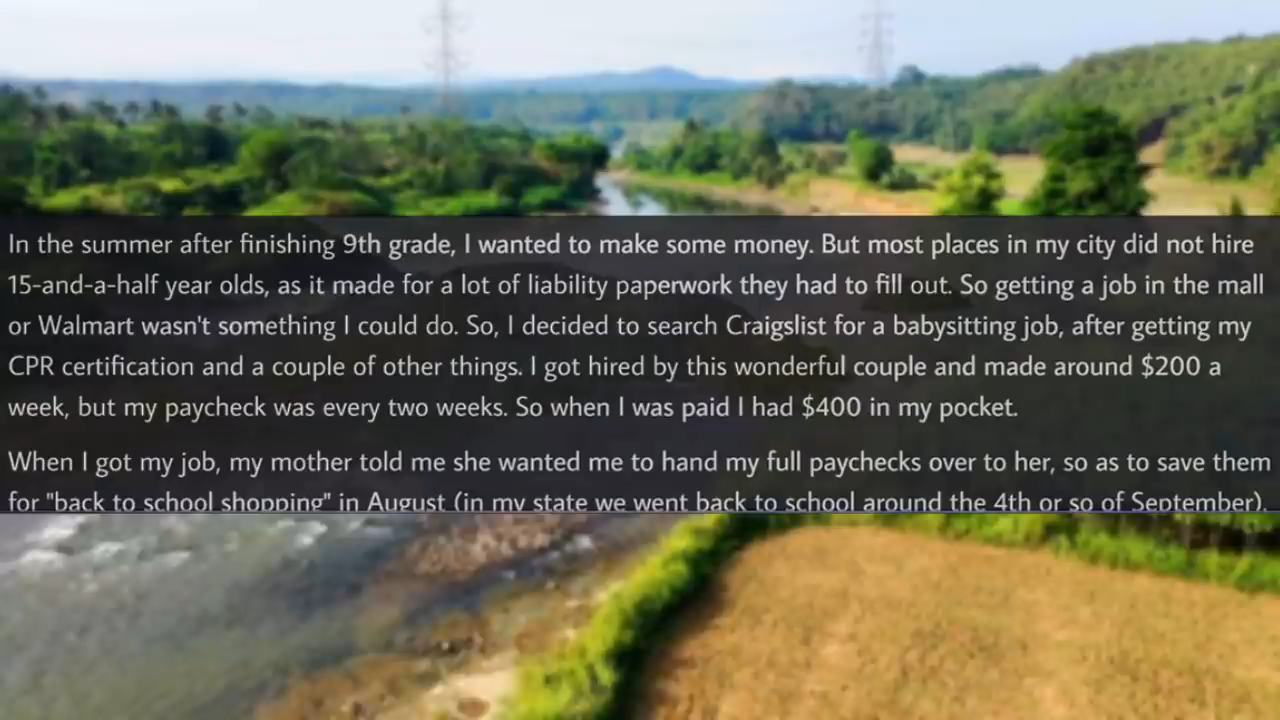 In the summer after finishing 9th grade, I wanted to make some money. But most places in my city did not hire
15-and-a-half year olds, as it made for a lot of liability paperwork they had to fill out. So getting a job in the mall
or Walmart wasn't something I could do. So, I decided to search Craigslist for a babysitting job, after getting my
CPR certification and a couple of other things. I got hired by this wonderful couple and made around $200 a
week, but my paycheck was every two weeks. So when I was paid I had $400 in my pocket.
When I got my job, my mother told me she wanted me to hand my full paychecks over to her, so as to save them
for "back to school shopping" in August (in my state we went back to school around the 4th or so of September).